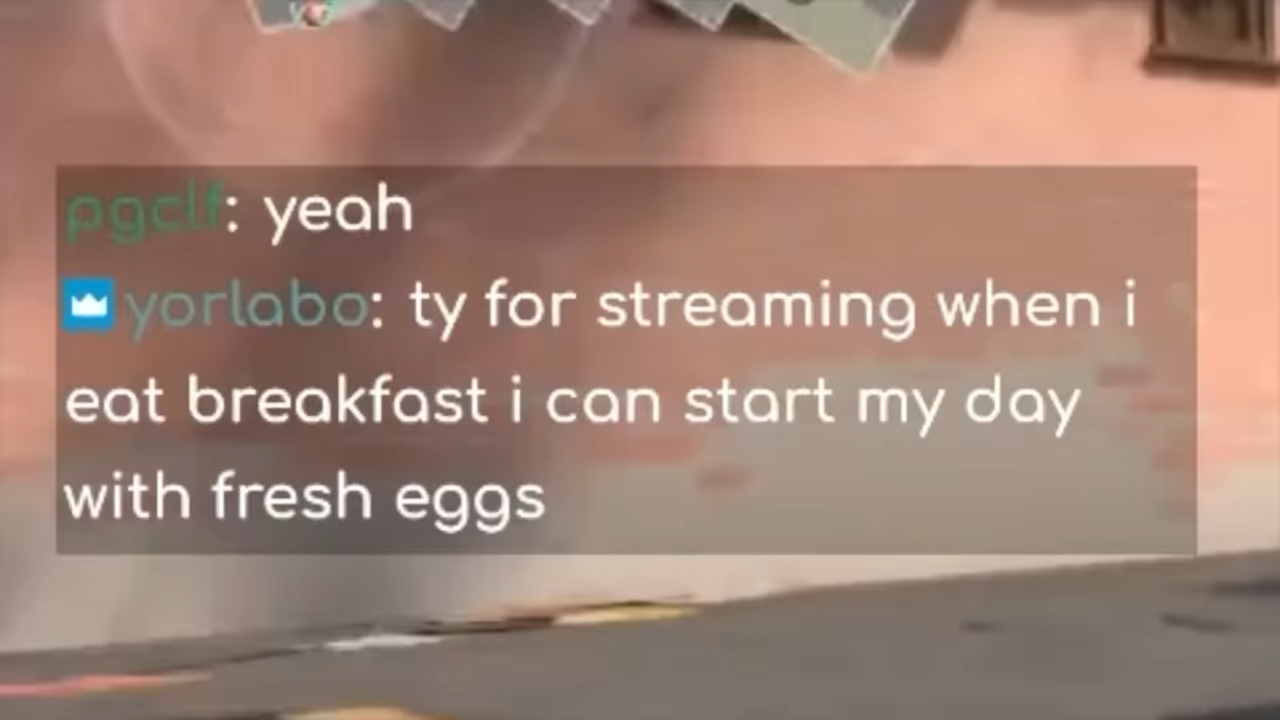 pgclf: yeah
yorlabo: ty for streaming when i
eat breakfast i can start my day
with fresh eggs